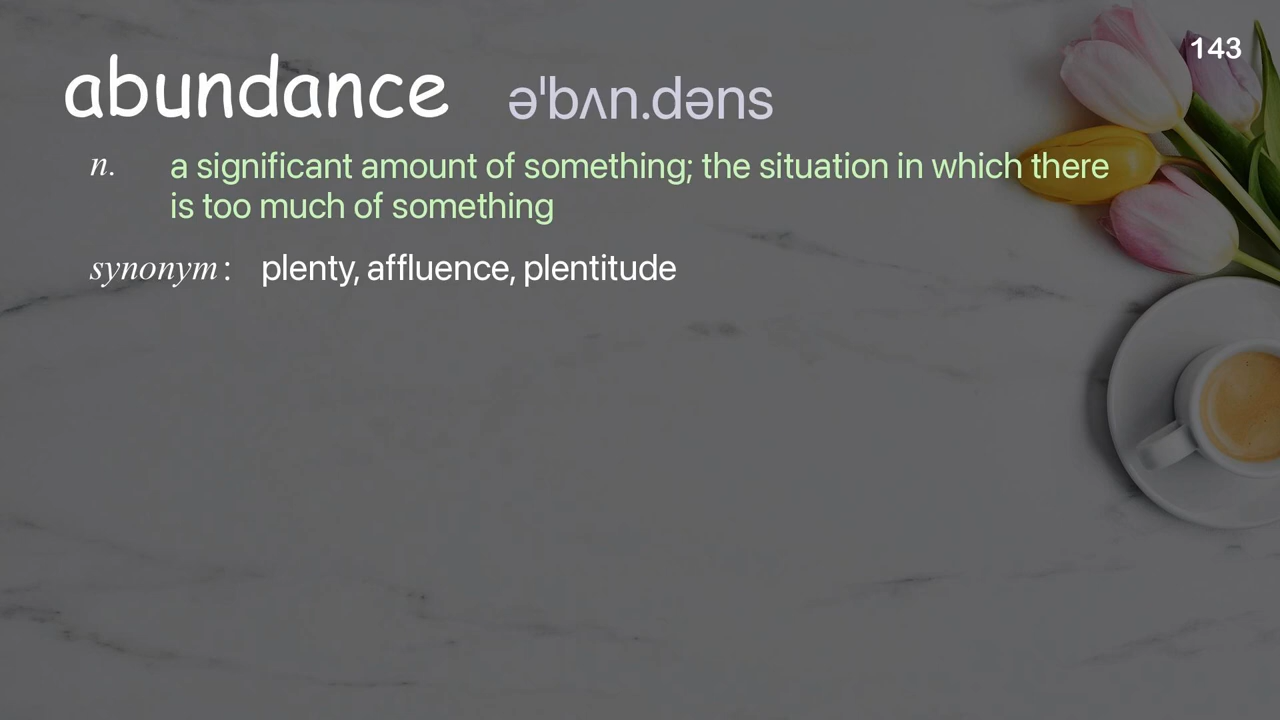 143
abundance əˈbʌn.dəns
n. a significant amount of something; the situation in which there
is too much of something
synonym: plenty, affluence, plentitude